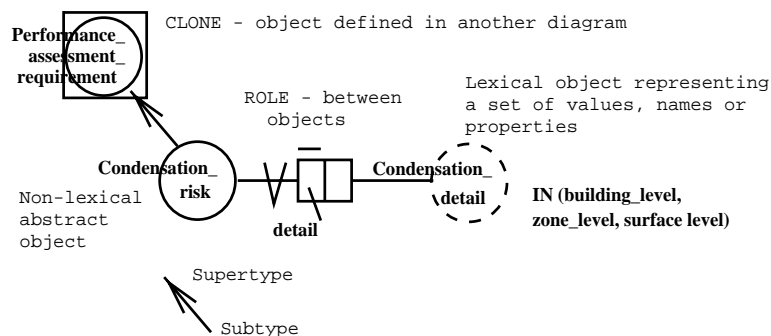 CLONE - object defined in another diagram
Performance_
assessment_
requirement
ROLE - between
objects
Lexical object representing
a set of values, names or
properties
Condensation_
risk
Condensation_
detail
detail
Non-lexical
abstract
object
IN (building_level,
zone_level, surface level)
Supertype
Subtype